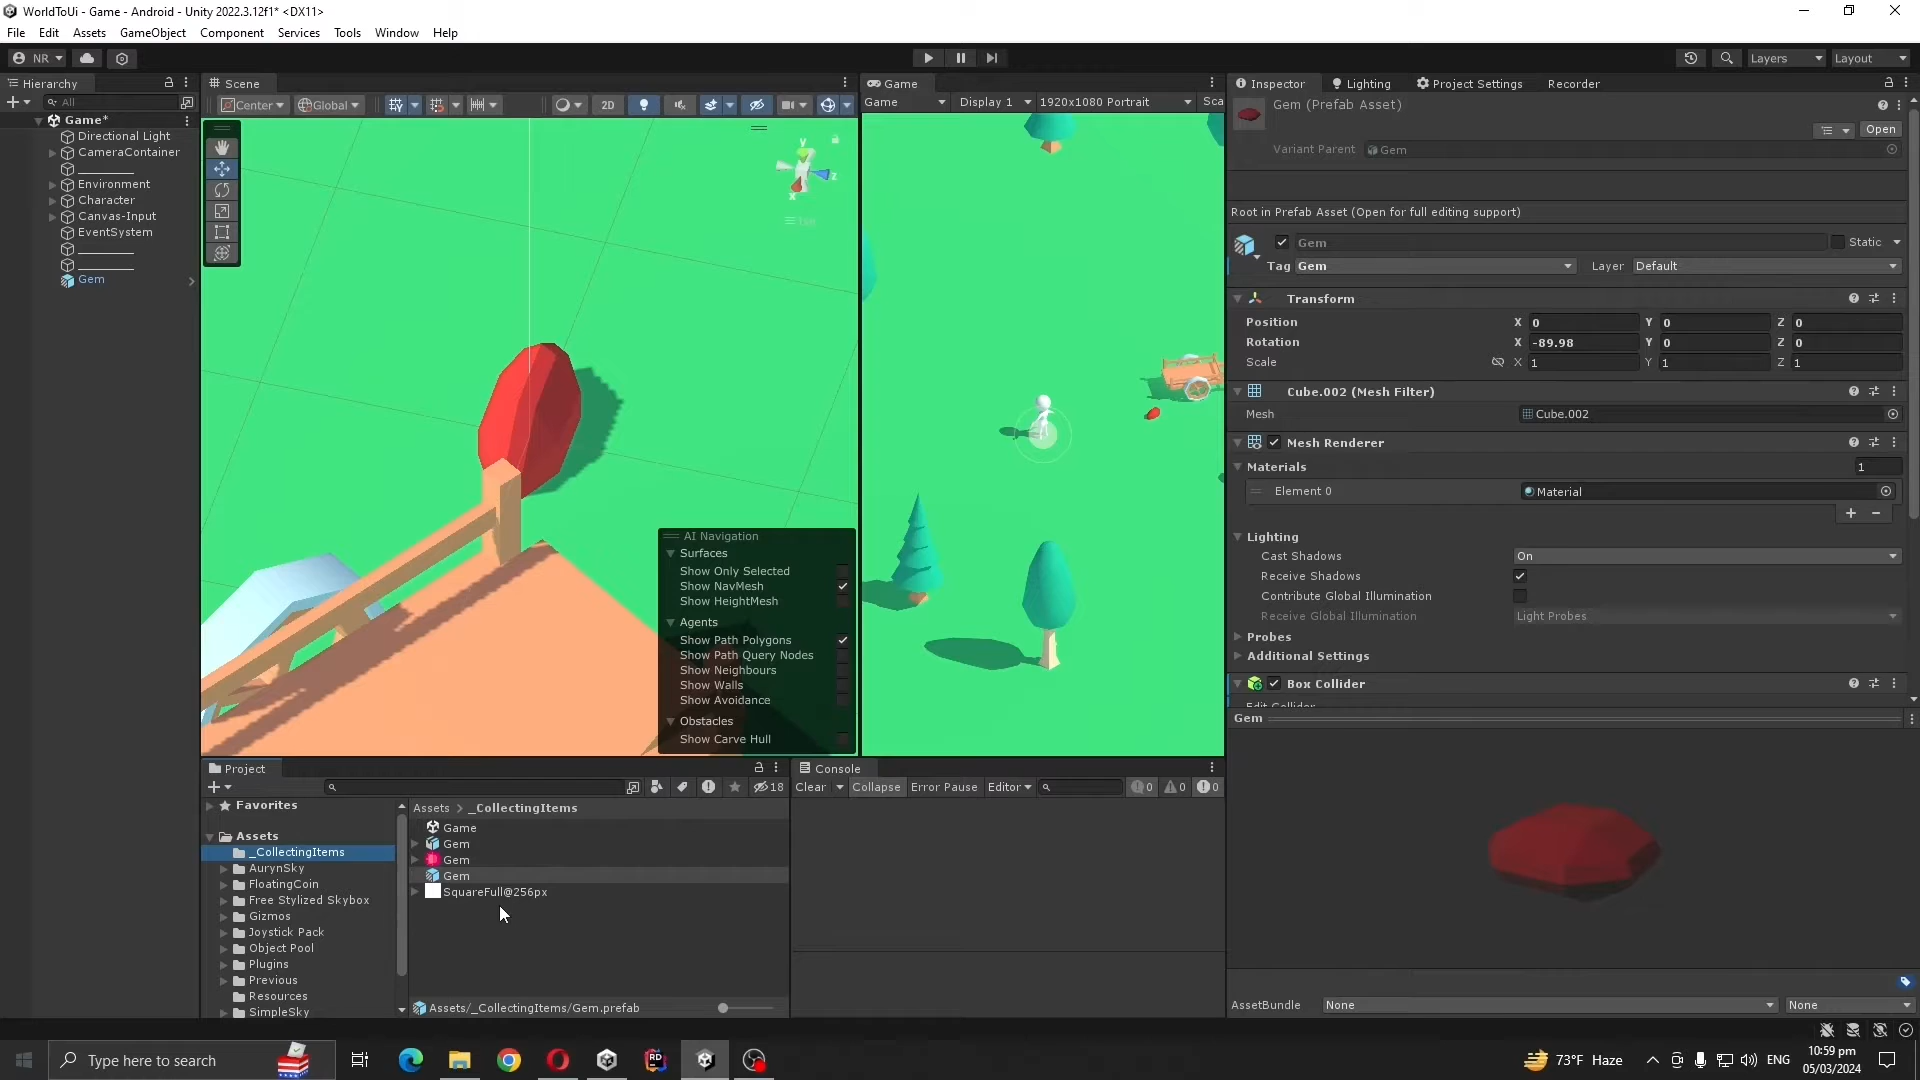 WorldToUi - Game - Android - Unity 2022.3.12f1* <DX11>
File Edit Assets GameObject Component Services Tools Window Help
NR
Layers
Layout
Hierarchy
All
Game*
Directional Light
CameraContainer
________
Environment
Character
Canvas-Input
EventSystem
________
________
Gem
Scene
Center
Global
2D
y
z
x
AI Navigation
Surfaces
Show Only Selected
Show NavMesh
Show HeightMesh
Agents
Show Path Polygons
Show Path Query Nodes
Show Neighbours
Show Walls
Show Avoidance
Obstacles
Show Carve Hull
Game
Game
Display 1
1920x1080 Portrait
Sca
Inspector
Lighting
Project Settings
Recorder
Gem (Prefab Asset)
Open
Variant Parent
Gem
Root in Prefab Asset (Open for full editing support)
Gem
Static
Tag Gem
Layer Default
Transform
Position X 0 Y 0 Z 0
Rotation X -89.98 Y 0 Z 0
Scale X 1 Y 1 Z 1
Cube.002 (Mesh Filter)
Mesh Cube.002
Mesh Renderer
Materials 1
Element 0 Material
Lighting
Cast Shadows On
Receive Shadows
Contribute Global Illumination
Receive Global Illumination Light Probes
Probes
Additional Settings
Box Collider
Edit Collider
Gem
AssetBundle None None
Project
18
Favorites
Assets
_CollectingItems
AurynSky
FloatingCoin
Free Stylized Skybox
Gizmos
Joystick Pack
Object Pool
Plugins
Previous
Resources
SimpleSky
Assets > _CollectingItems
Game
Gem
Gem
Gem
SquareFull@256px
Assets/_CollectingItems/Gem.prefab
Console
Clear Collapse Error Pause Editor
0 0 0
Type here to search
73°F Haze
ENG
10:59 pm
05/03/2024